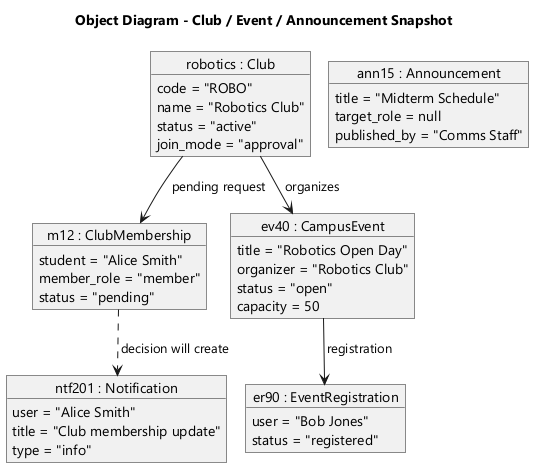 Object Diagram - Club / Event / Announcement Snapshot
robotics : Club
code = "ROBO"
name = "Robotics Club"
status = "active"
join_mode = "approval"
ann15 : Announcement
title = "Midterm Schedule"
target_role = null
published_by = "Comms Staff"
pending request
organizes
m12 : ClubMembership
student = "Alice Smith"
member_role = "member"
status = "pending"
ev40 : CampusEvent
title = "Robotics Open Day"
organizer = "Robotics Club"
status = "open"
capacity = 50
decision will create
registration
ntf201 : Notification
user = "Alice Smith"
title = "Club membership update"
type = "info"
er90 : EventRegistration
user = "Bob Jones"
status = "registered"